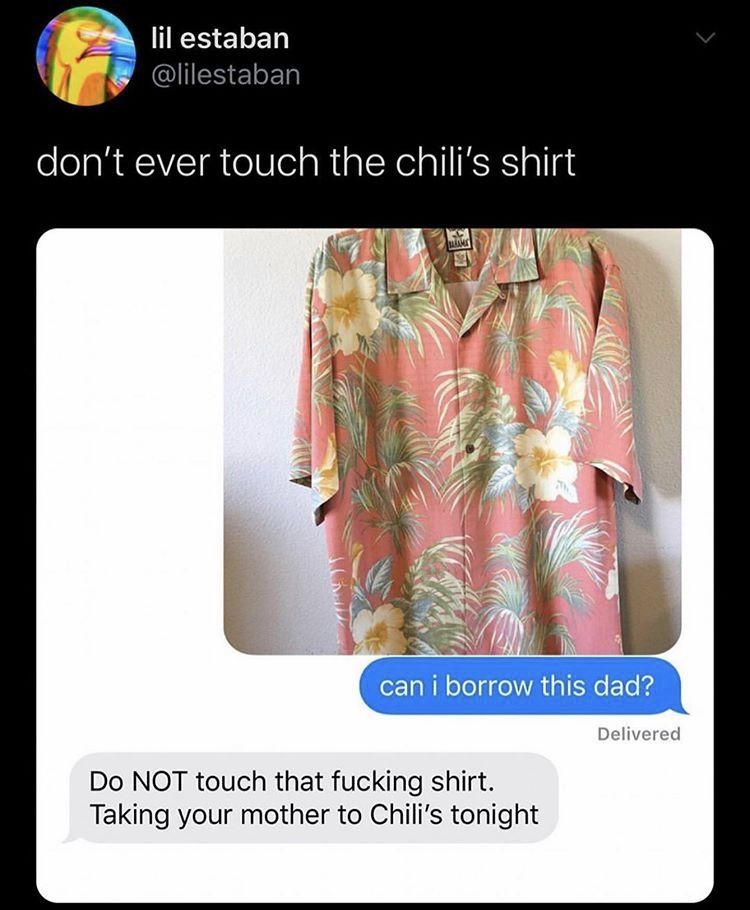 lil estaban
@lilestaban
don't ever touch the chili's shirt
can i borrow this dad?
Delivered
Do NOT touch that fucking shirt.
Taking your mother to Chili's tonight